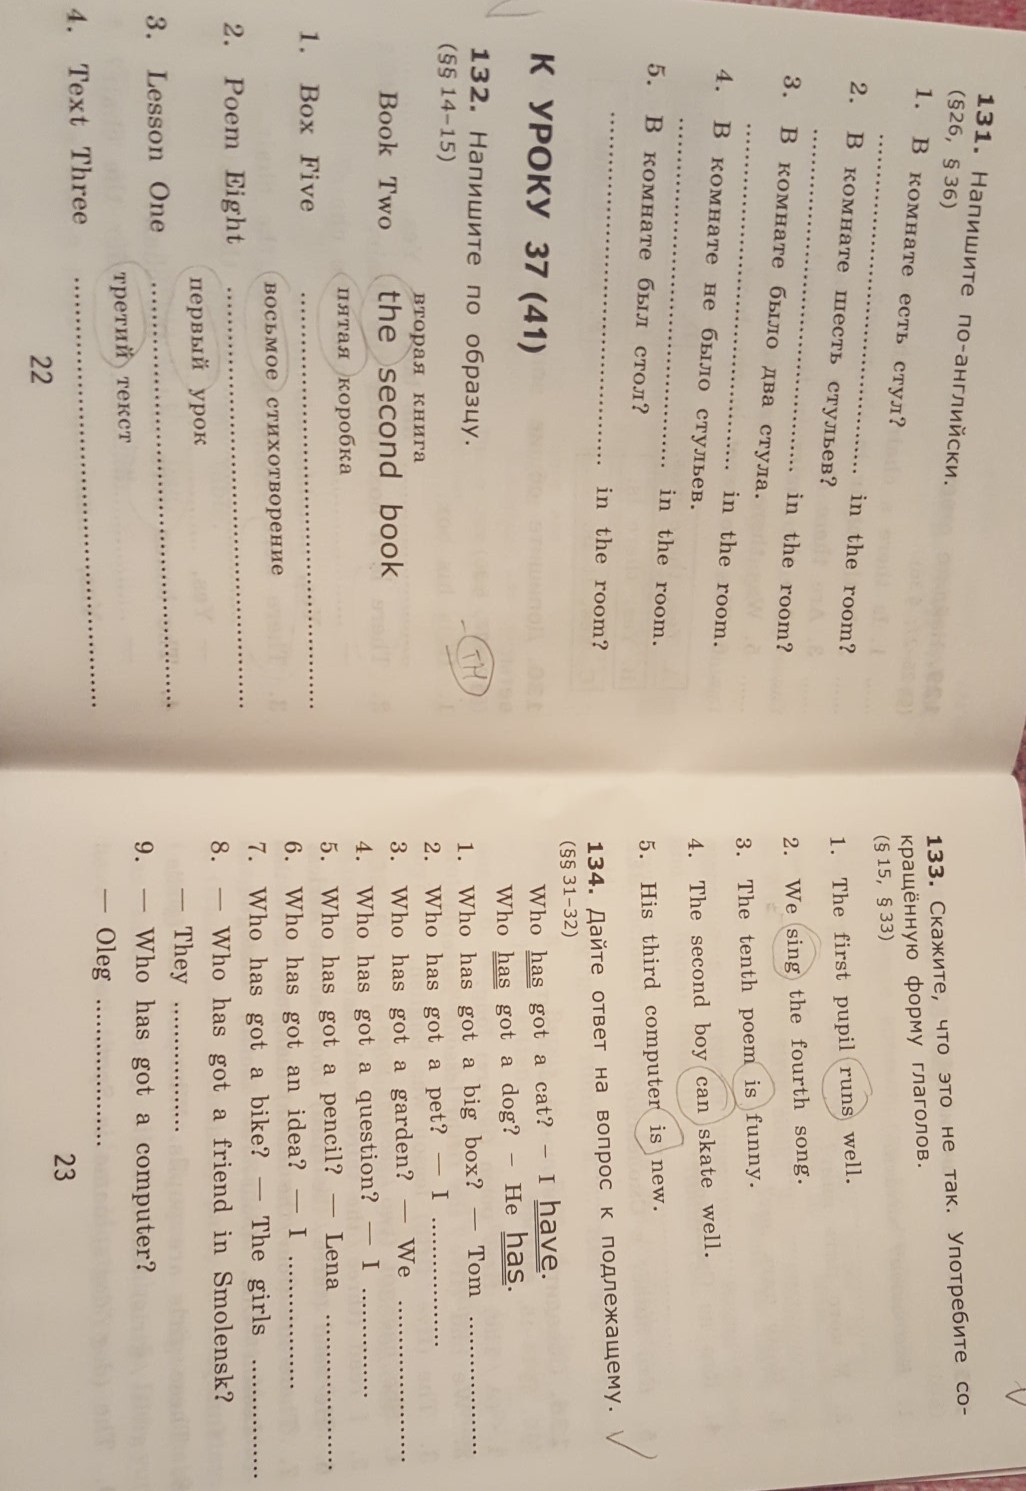 131. Напишите по-английски.
(§26, § 36)
1. В комнате есть стул?
.................................................. in the room?
2. В комнате шесть стульев?
.................................................. in the room?
3. В комнате было два стула.
.................................................. in the room.
4. В комнате не было стульев.
.................................................. in the room.
5. В комнате был стол?
.................................................. in the room?
К УРОКУ 37 (41)
132. Напишите по образцу.
(§§ 14–15)
TH
вторая книга
Book Two the second book
пятая коробка
1. Box Five ..................................................
восьмое стихотворение
2. Poem Eight ..................................................
первый урок
3. Lesson One ..................................................
третий текст
4. Text Three ..................................................
22
133. Скажите, что это не так. Употребите со-
кращённую форму глаголов.
(§ 15, § 33)
1. The first pupil runs well.
2. We sing the fourth song.
3. The tenth poem is funny.
4. The second boy can skate well.
5. His third computer is new.
134. Дайте ответ на вопрос к подлежащему.
(§§ 31–32)
Who has got a cat? – I have.
Who has got a dog? – He has.
1. Who has got a big box? — Tom ....................
2. Who has got a pet? — I ..................
3. Who has got a garden? — We .......................
4. Who has got a question? — I ...............
5. Who has got a pencil? — Lena .....................
6. Who has got an idea? — I ..................
7. Who has got a bike? — The girls ................
8. — Who has got a friend in Smolensk?
— They ..................
9. — Who has got a computer?
— Oleg .....................
23